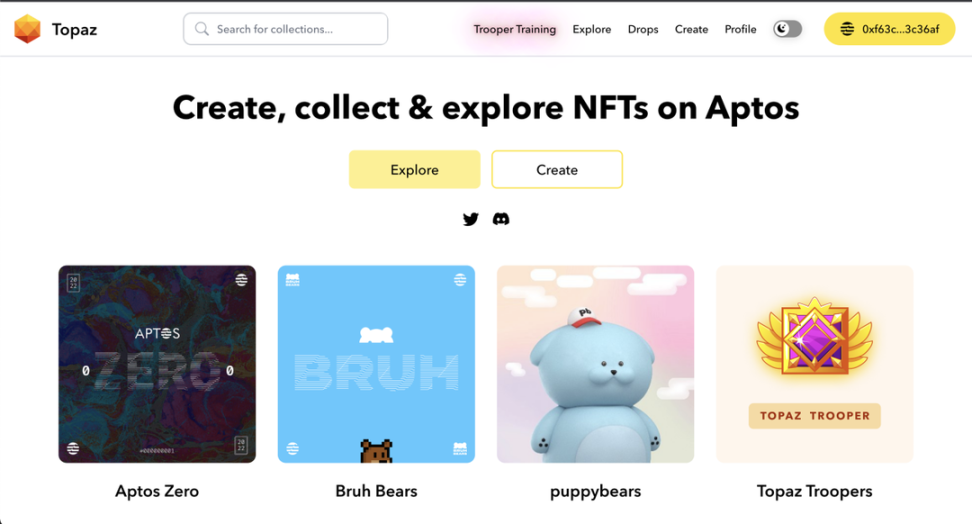 Topaz
Search for collections...
Trooper Training
Explore
Drops
Create
Profile
0xf63c...3c36af
Create, collect & explore NFTs on Aptos
Explore
Create
20
22
APTOS
0 ZERO 0
#000000001
20
22
BRUH
pb
TOPAZ TROOPER
Aptos Zero
Bruh Bears
puppybears
Topaz Troopers